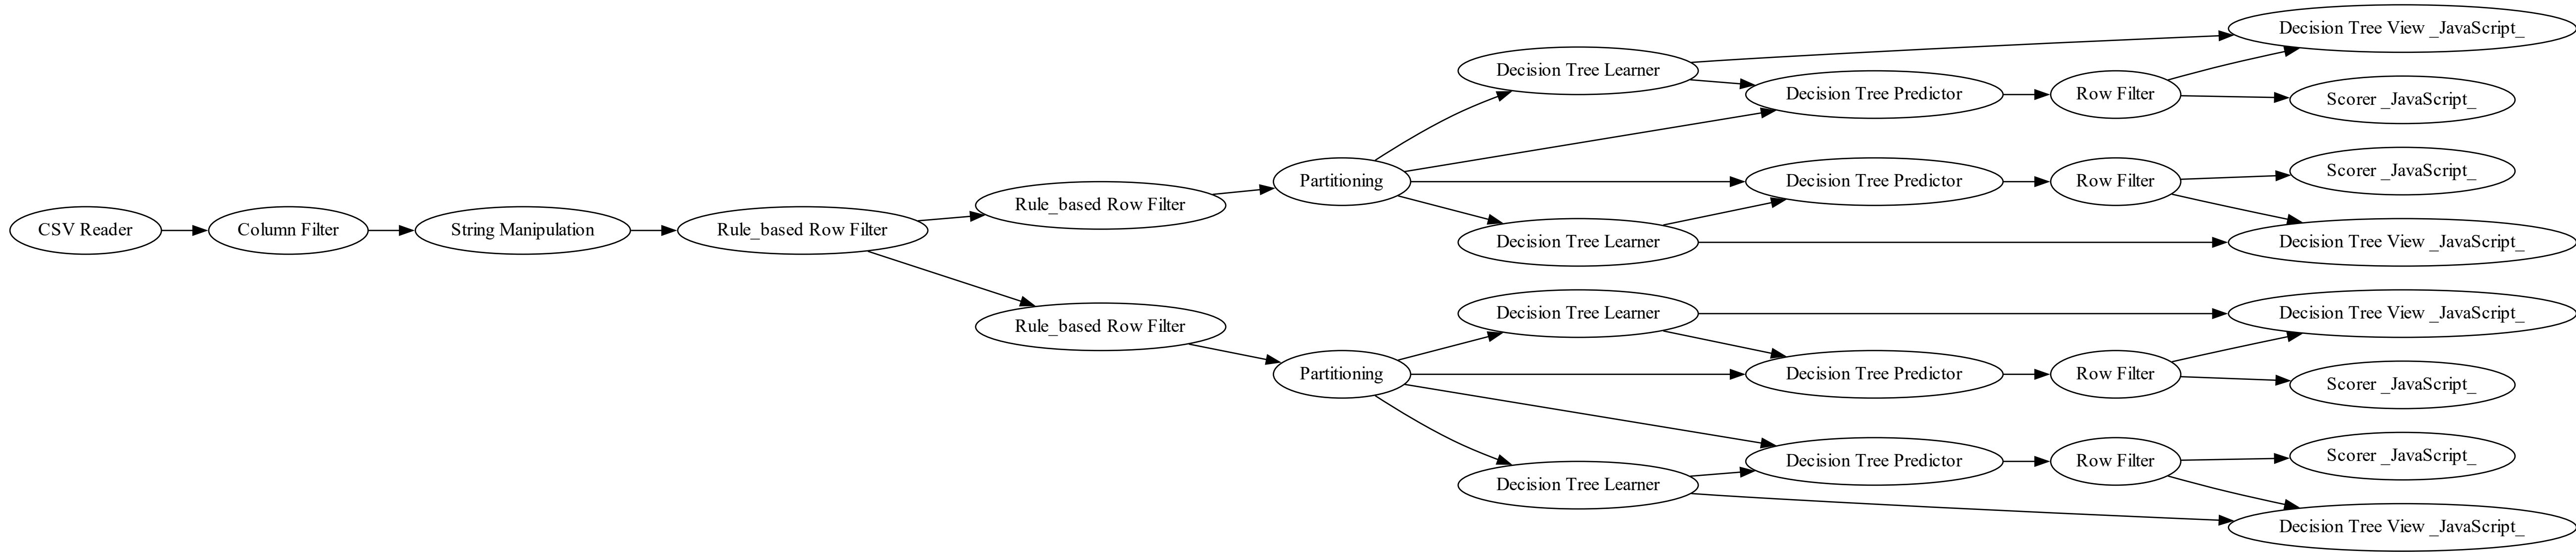 CSV Reader
Column Filter
String Manipulation
Rule_based Row Filter
Rule_based Row Filter
Rule_based Row Filter
Partitioning
Partitioning
Decision Tree Learner
Decision Tree Learner
Decision Tree Learner
Decision Tree Learner
Decision Tree Predictor
Decision Tree Predictor
Decision Tree Predictor
Decision Tree Predictor
Row Filter
Row Filter
Row Filter
Row Filter
Decision Tree View _JavaScript_
Scorer _JavaScript_
Scorer _JavaScript_
Decision Tree View _JavaScript_
Decision Tree View _JavaScript_
Scorer _JavaScript_
Scorer _JavaScript_
Decision Tree View _JavaScript_